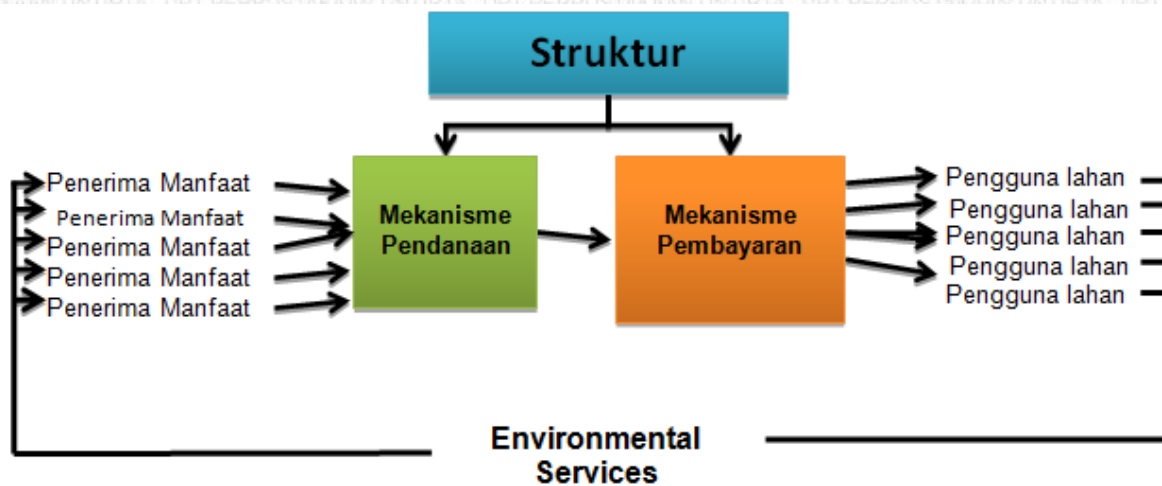 Struktur
Penerima Manfaat
Penerima Manfaat
Penerima Manfaat
Penerima Manfaat
Penerima Manfaat
Mekanisme
Pendanaan
Mekanisme
Pembayaran
Pengguna lahan
Pengguna lahan
Pengguna lahan
Pengguna lahan
Pengguna lahan
Environmental
Services